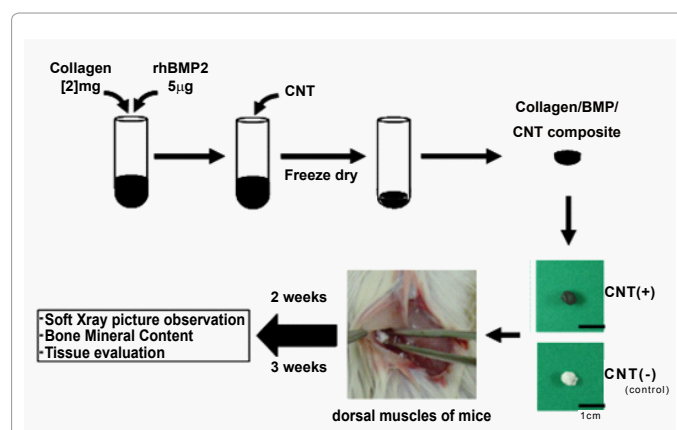 Collagen
[2]mg
rhBMP2
5μg
CNT
Freeze dry
Collagen/BMP/
CNT composite
CNT(+)
CNT(-)
(control)
1cm
dorsal muscles of mice
2 weeks
3 weeks
-Soft Xray picture observation
-Bone Mineral Content
-Tissue evaluation